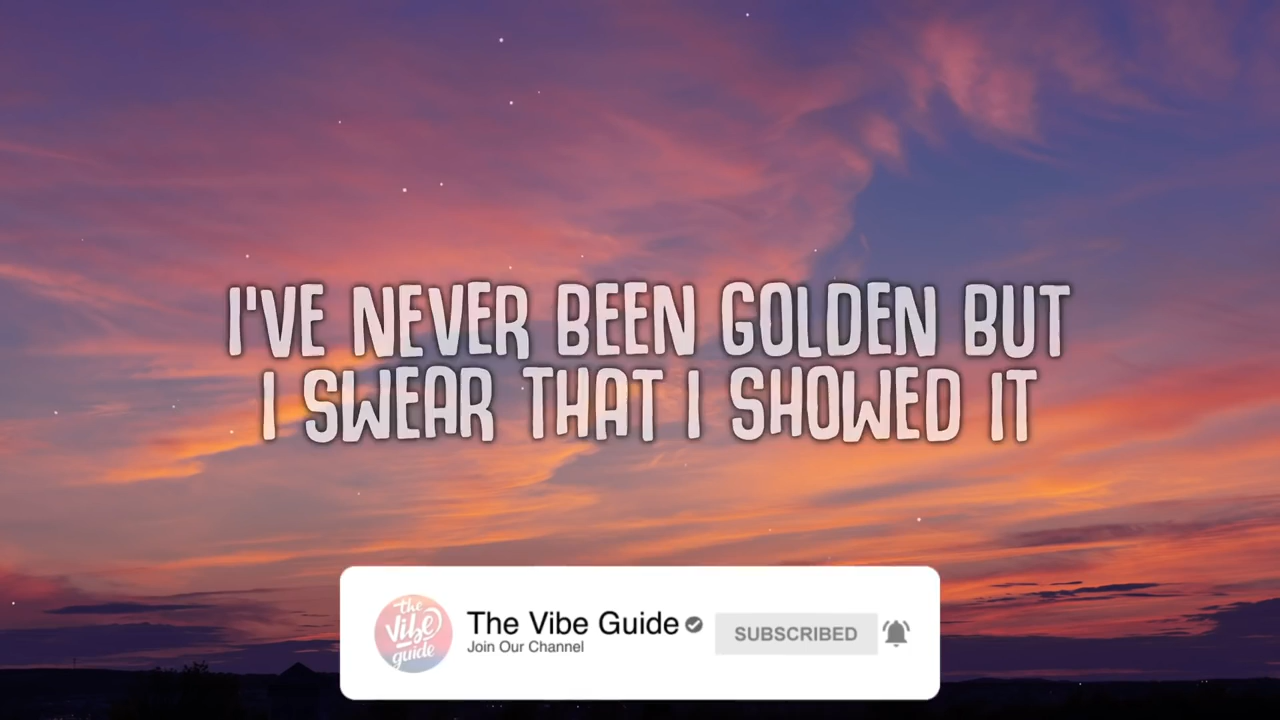 I'VE NEVER BEEN GOLDEN BUT
I SWEAR THAT I SHOWED IT
the
Vibe
guide
The Vibe Guide
Join Our Channel
SUBSCRIBED